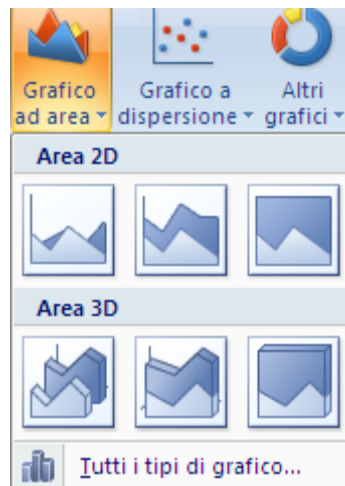 Grafico ad area
Grafico a dispersione
Altri grafici
Area 2D
Area 3D
Tutti i tipi di grafico...